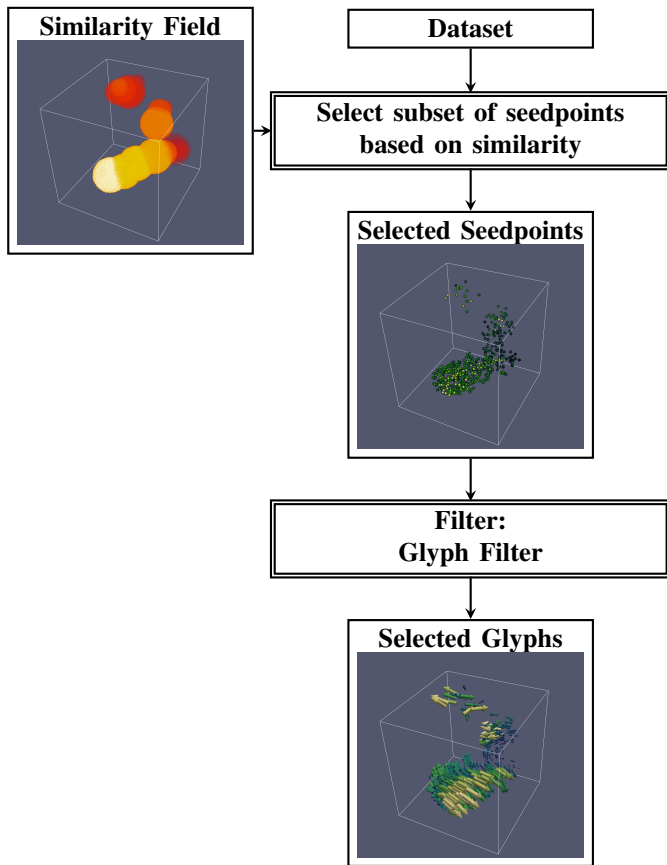 Similarity Field
Dataset
Select subset of seedpoints
based on similarity
Selected Seedpoints
Filter:
Glyph Filter
Selected Glyphs